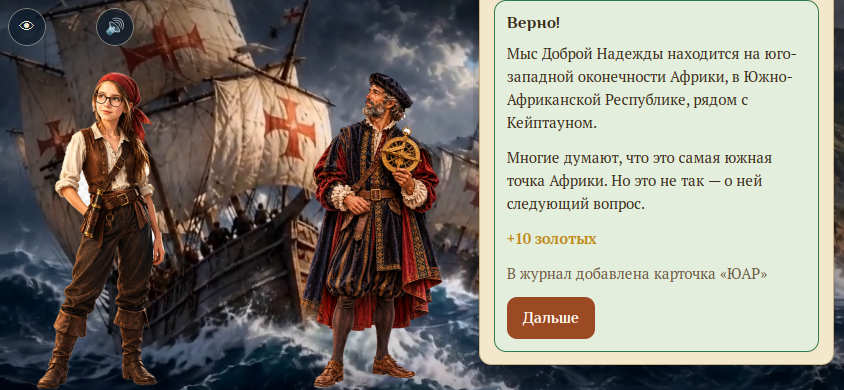 Верно!
Мыс Доброй Надежды находится на юго-
западной оконечности Африки, в Южно-
Африканской Республике, рядом с
Кейптауном.
Многие думают, что это самая южная
точка Африки. Но это не так — о ней
следующий вопрос.
+10 золотых
В журнал добавлена карточка «ЮАР»
Дальше